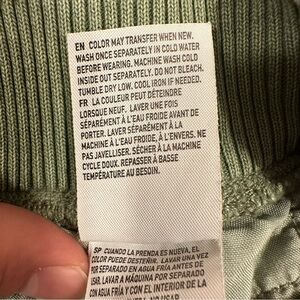 EN COLOR MAY TRANSFER WHEN NEW.
WASH ONCE SEPARATELY IN COLD WATER
BEFORE WEARING. MACHINE WASH COLD
INSIDE OUT SEPARATELY. DO NOT BLEACH.
TUMBLE DRY LOW. COOL IRON IF NEEDED.
FR LA COULEUR PEUT DÉTEINDRE
LORSQUE NEUF. LAVER UNE FOIS
SÉPARÉMENT À L'EAU FROIDE AVANT DE
PORTER. LAVER SÉPARÉMENT À LA
MACHINE À L'EAU FROIDE, À L'ENVERS. NE
PAS JAVELLISER. SÉCHER À LA MACHINE
CYCLE DOUX. REPASSER À BASSE
TEMPÉRATURE AU BESOIN.
SP CUANDO LA PRENDA ES NUEVA, EL
COLOR PUEDE DESTEÑIR. LAVAR UNA VEZ
POR SEPARADO EN AGUA FRÍA ANTES DE
USAR. LAVAR A MÁQUINA POR SEPARADO
CON AGUA FRÍA Y CON EL INTERIOR DE LA
NO USAR